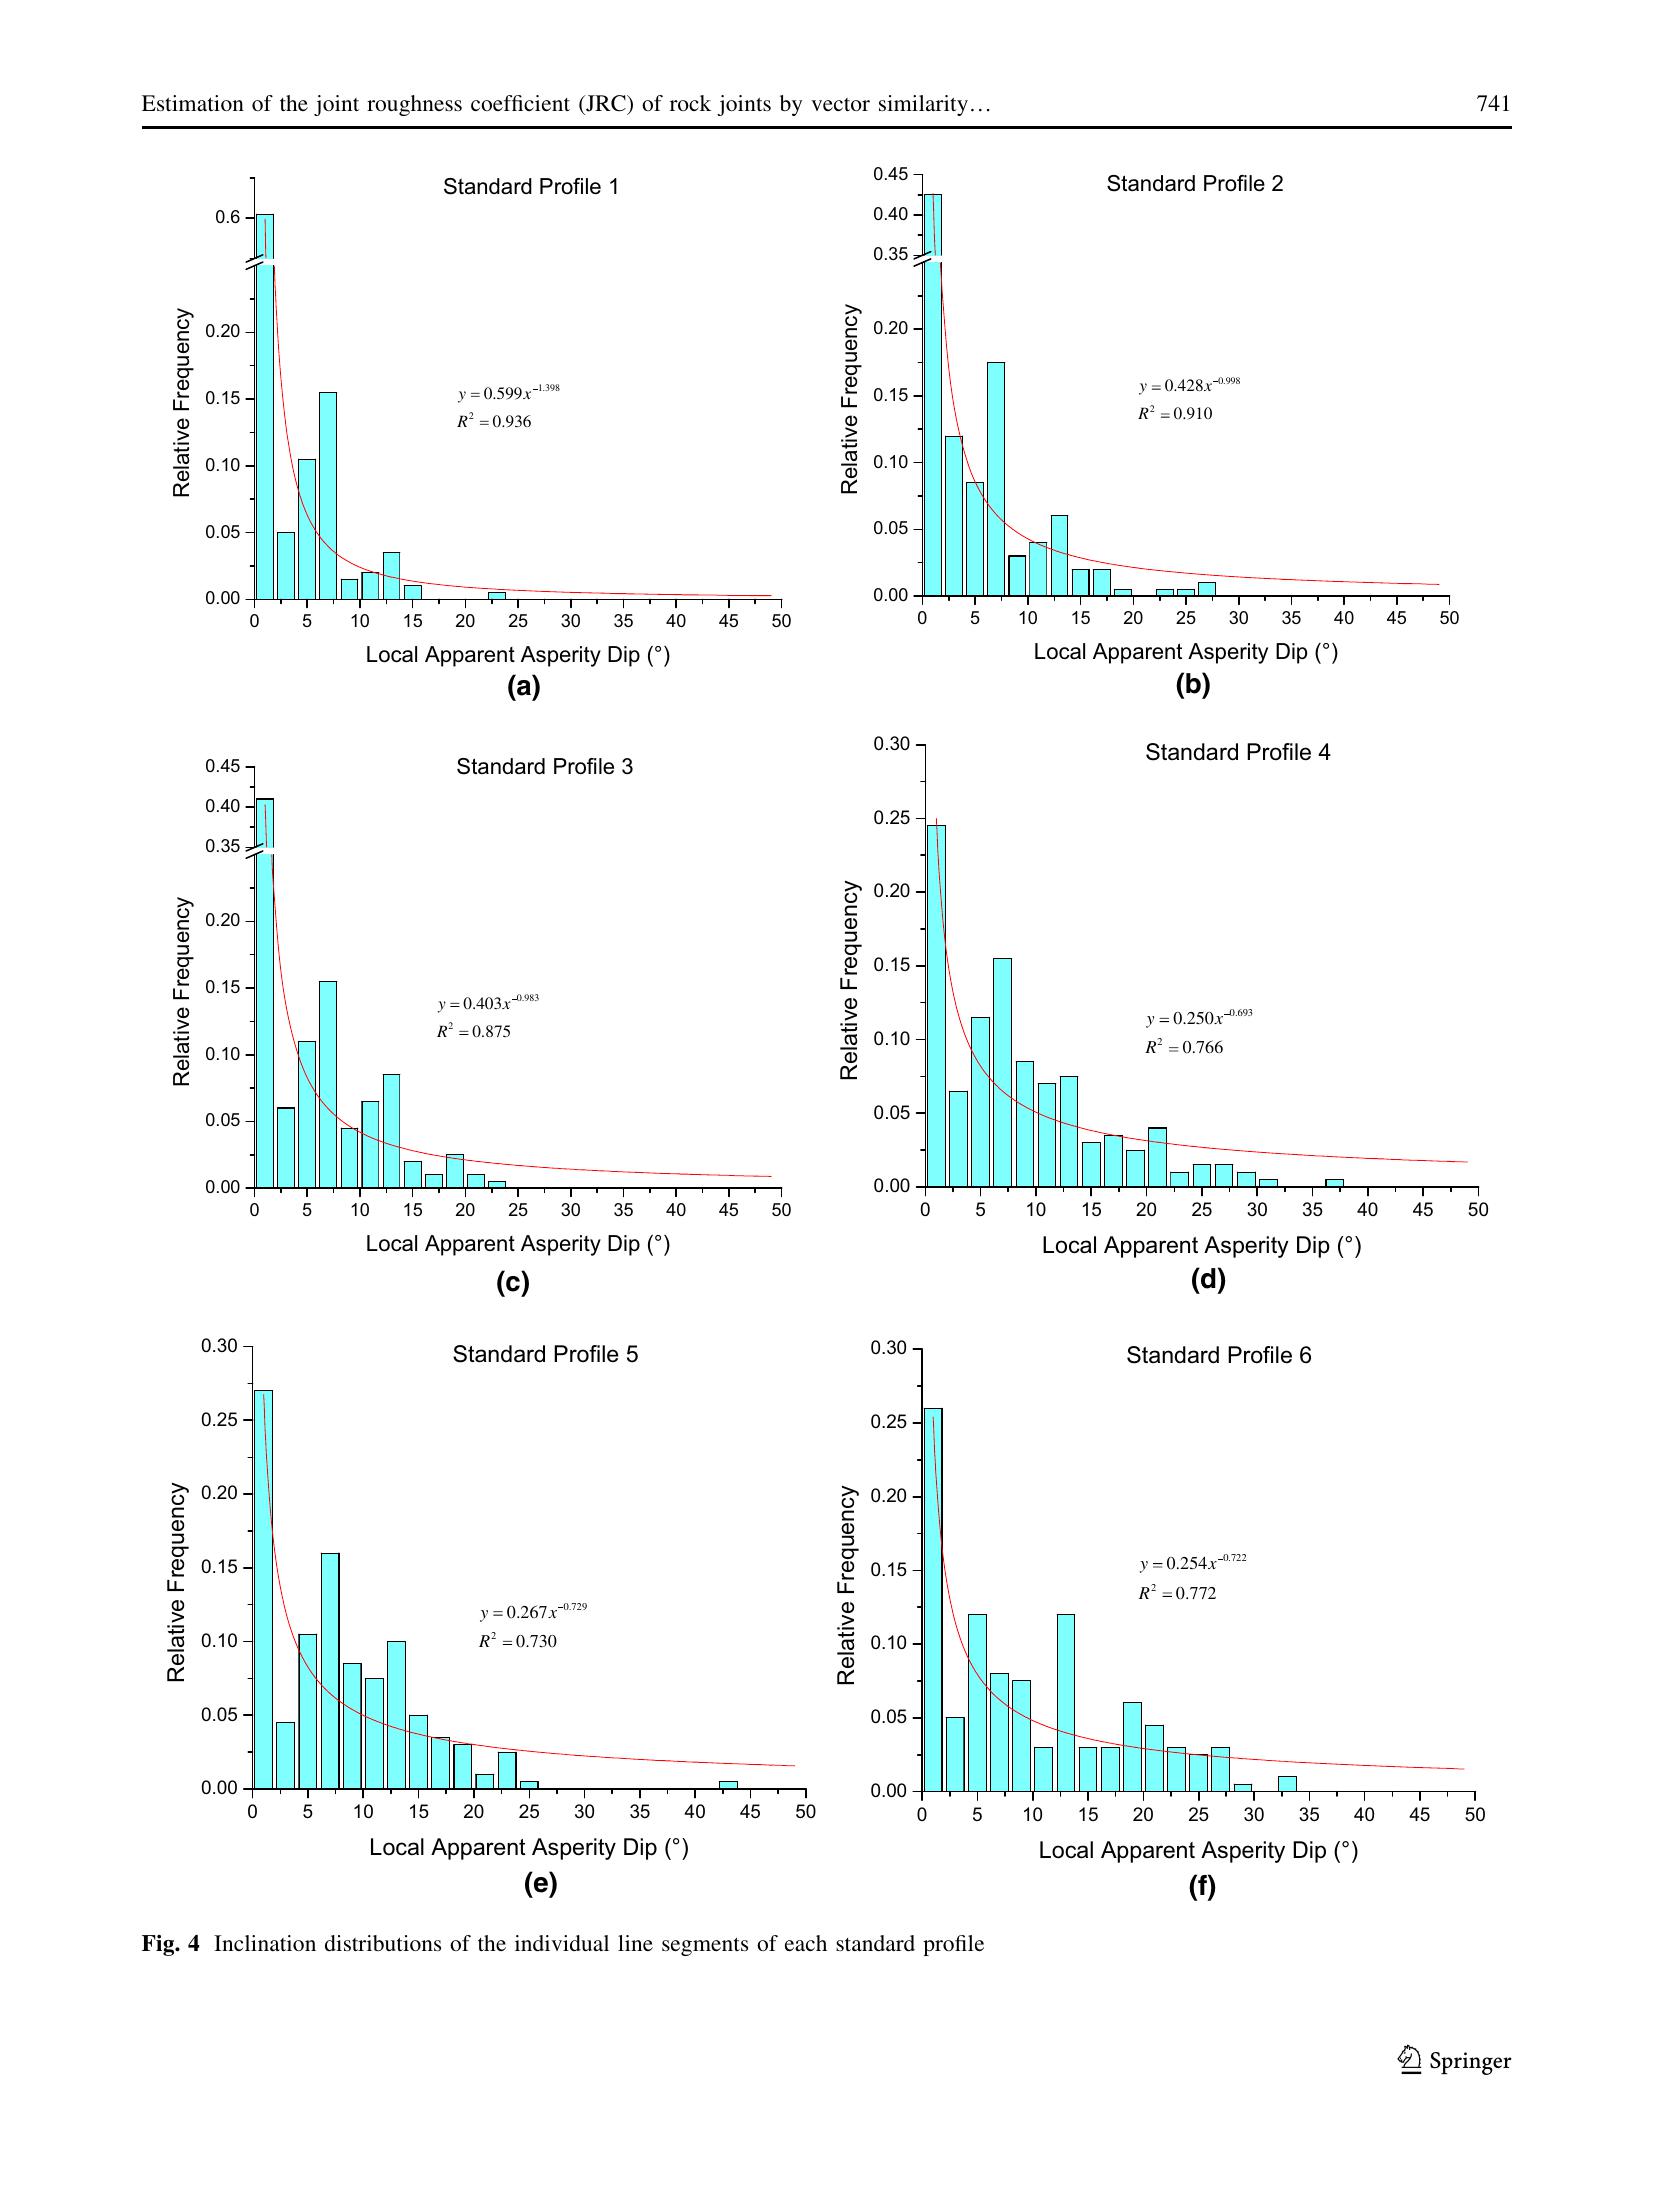 Estimation of the joint roughness coefficient (JRC) of rock joints by vector similarity… 741
Standard Profile 1
0.6
0.20
0.15
0.10
0.05
0.00
Relative Frequency
y = 0.599x^−1.398
R² = 0.936
0 5 10 15 20 25 30 35 40 45 50
Local Apparent Asperity Dip (°)
(a)
Standard Profile 2
0.45
0.40
0.35
0.20
0.15
0.10
0.05
0.00
Relative Frequency
y = 0.428x^−0.998
R² = 0.910
0 5 10 15 20 25 30 35 40 45 50
Local Apparent Asperity Dip (°)
(b)
Standard Profile 3
0.45
0.40
0.35
0.20
0.15
0.10
0.05
0.00
Relative Frequency
y = 0.403x^−0.983
R² = 0.875
0 5 10 15 20 25 30 35 40 45 50
Local Apparent Asperity Dip (°)
(c)
Standard Profile 4
0.30
0.25
0.20
0.15
0.10
0.05
0.00
Relative Frequency
y = 0.250x^−0.693
R² = 0.766
0 5 10 15 20 25 30 35 40 45 50
Local Apparent Asperity Dip (°)
(d)
Standard Profile 5
0.30
0.25
0.20
0.15
0.10
0.05
0.00
Relative Frequency
y = 0.267x^−0.729
R² = 0.730
0 5 10 15 20 25 30 35 40 45 50
Local Apparent Asperity Dip (°)
(e)
Standard Profile 6
0.30
0.25
0.20
0.15
0.10
0.05
0.00
Relative Frequency
y = 0.254x^−0.722
R² = 0.772
0 5 10 15 20 25 30 35 40 45 50
Local Apparent Asperity Dip (°)
(f)
Fig. 4 Inclination distributions of the individual line segments of each standard profile
Springer